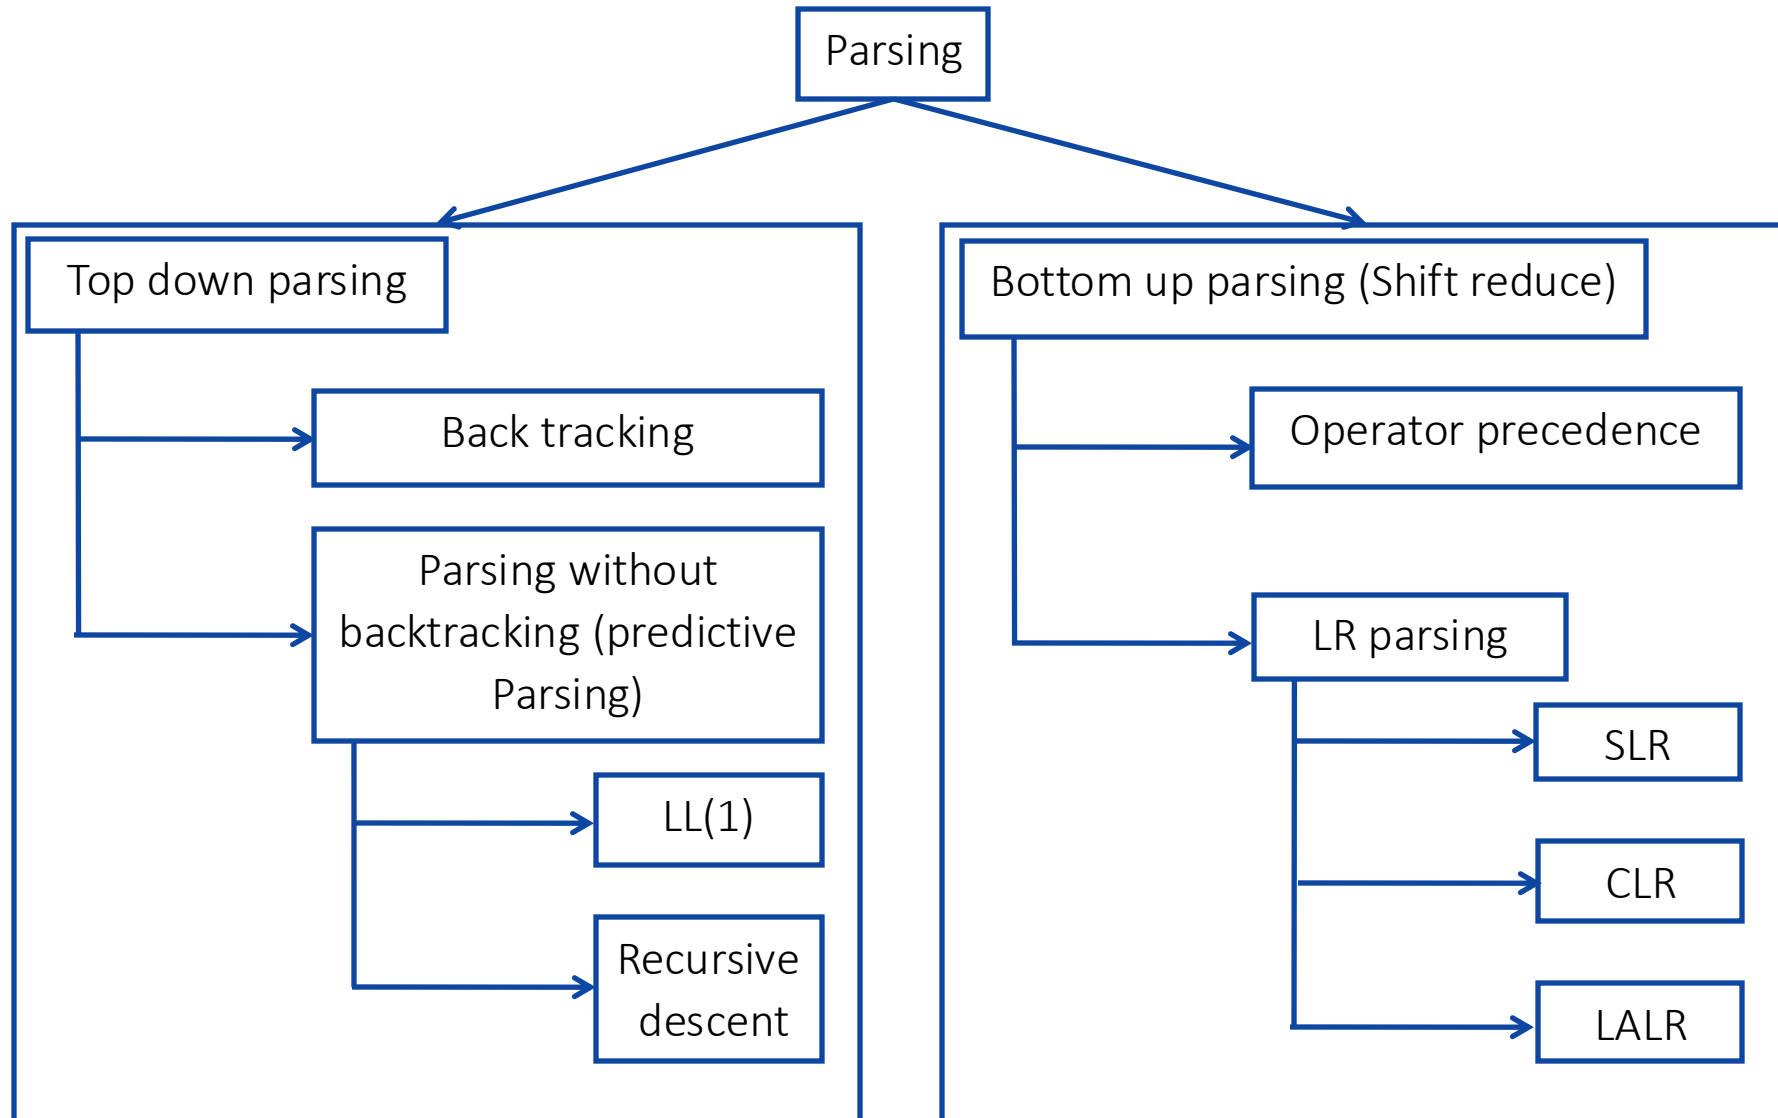 Parsing
Top down parsing
Back tracking
Parsing without
backtracking (predictive
Parsing)
LL(1)
Recursive
descent
Bottom up parsing (Shift reduce)
Operator precedence
LR parsing
SLR
CLR
LALR